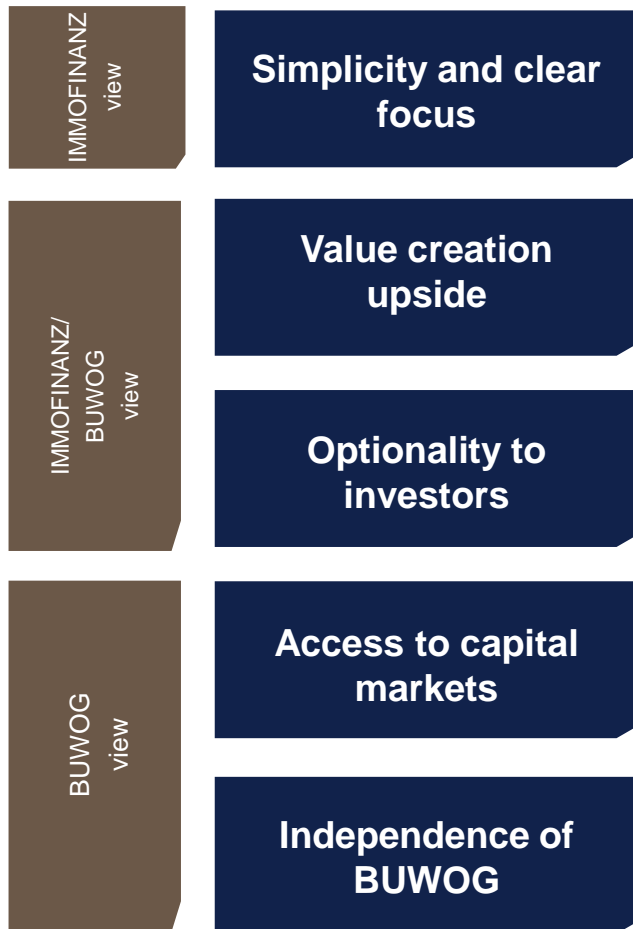 IMMOFINANZ
view
Simplicity and clear
focus
IMMOFINANZ/
BUWOG
view
Value creation
upside
Optionality to
investors
BUWOG
view
Access to capital
markets
Independence of
BUWOG